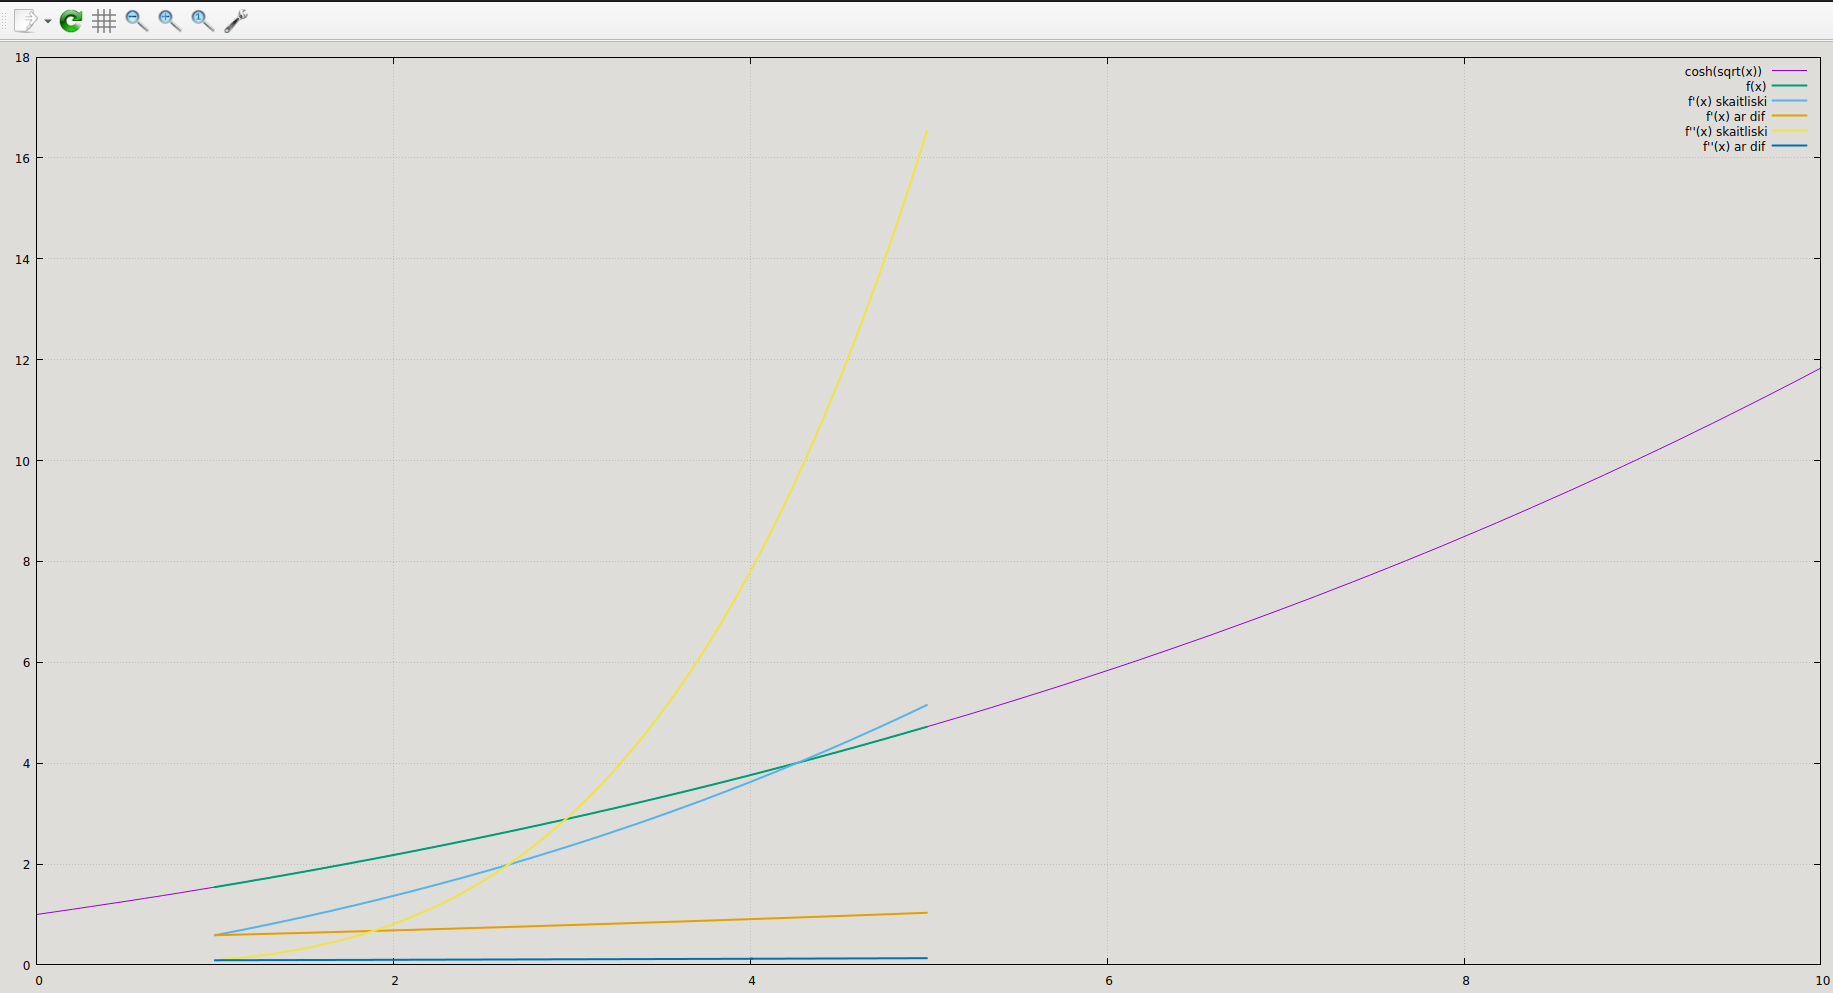 18
16
14
12
10
8
6
4
2
0
cosh(sqrt(x))
f(x)
f'(x) skaitliski
f'(x) ar dif
f''(x) skaitliski
f''(x) ar dif
0 2 4 6 8 10